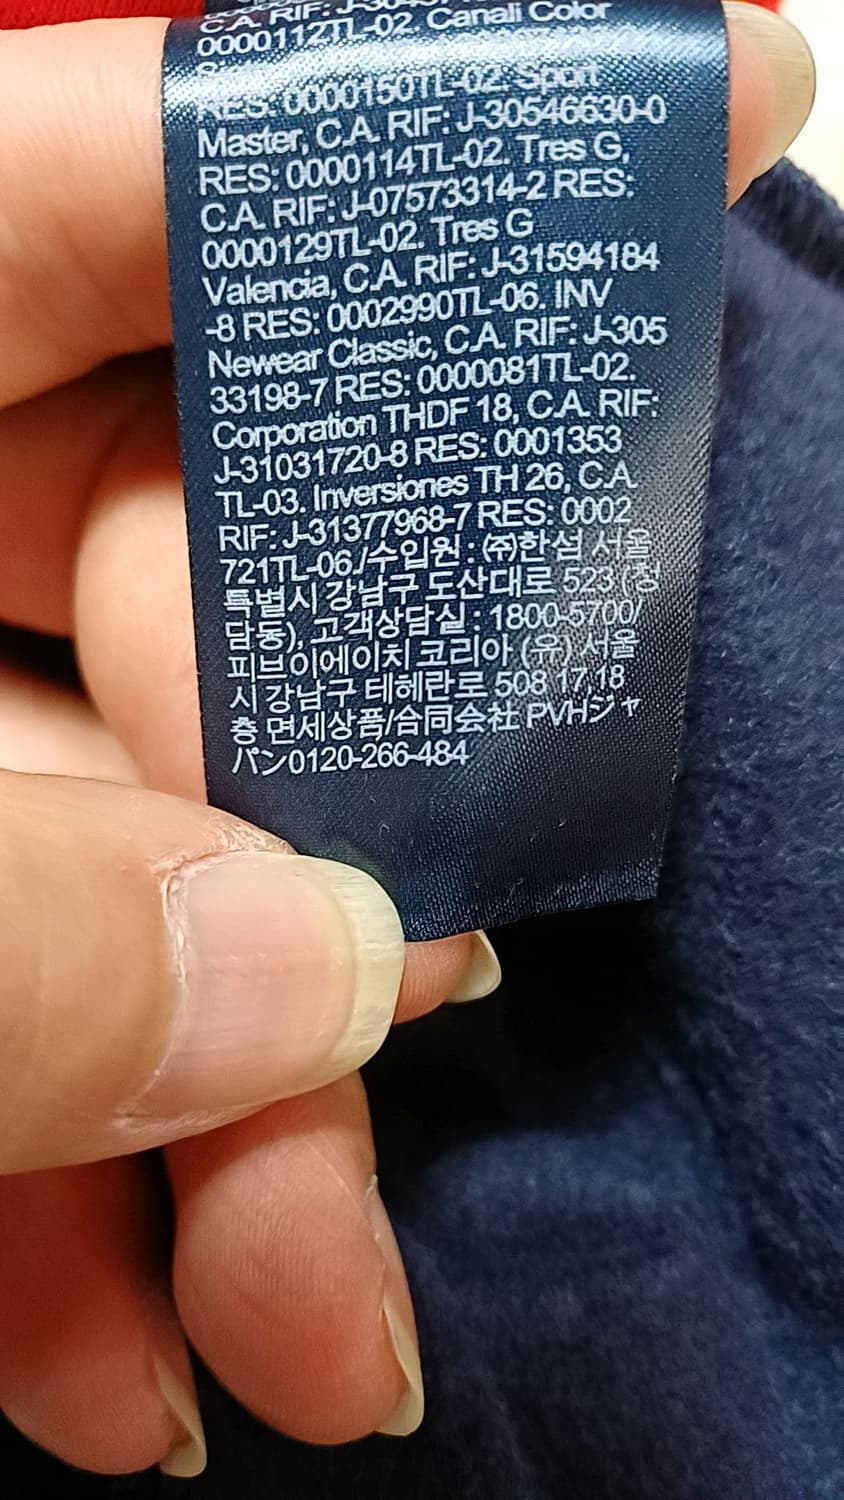 C.A. RIF:
0000112TL-02. Canali Color
RES: 0000150TL-02. Sport
Master, C.A. RIF: J-30546630-0
RES: 0000114TL-02. Tres G,
C.A. RIF: J-07573314-2 RES:
0000129TL-02. Tres G
Valencia, C.A. RIF: J-31594184
-8 RES: 0002990TL-06. INV
Newear Classic, C.A. RIF: J-305
33198-7 RES: 0000081TL-02.
Corporation THDF 18, C.A. RIF:
J-31031720-8 RES: 0001353
TL-03. Inversiones TH 26, C.A.
RIF: J-31377968-7 RES: 0002
721TL-06./수입원 : ㈜한섬 서울
특별시 강남구 도산대로 523 (청
담동), 고객상담실 : 1800-5700/
피브이에이치 코리아 (유) 서울
시 강남구 테헤란로 508 17 18
층 면세상품/合同会社 PVHジャ
パン0120-266-484